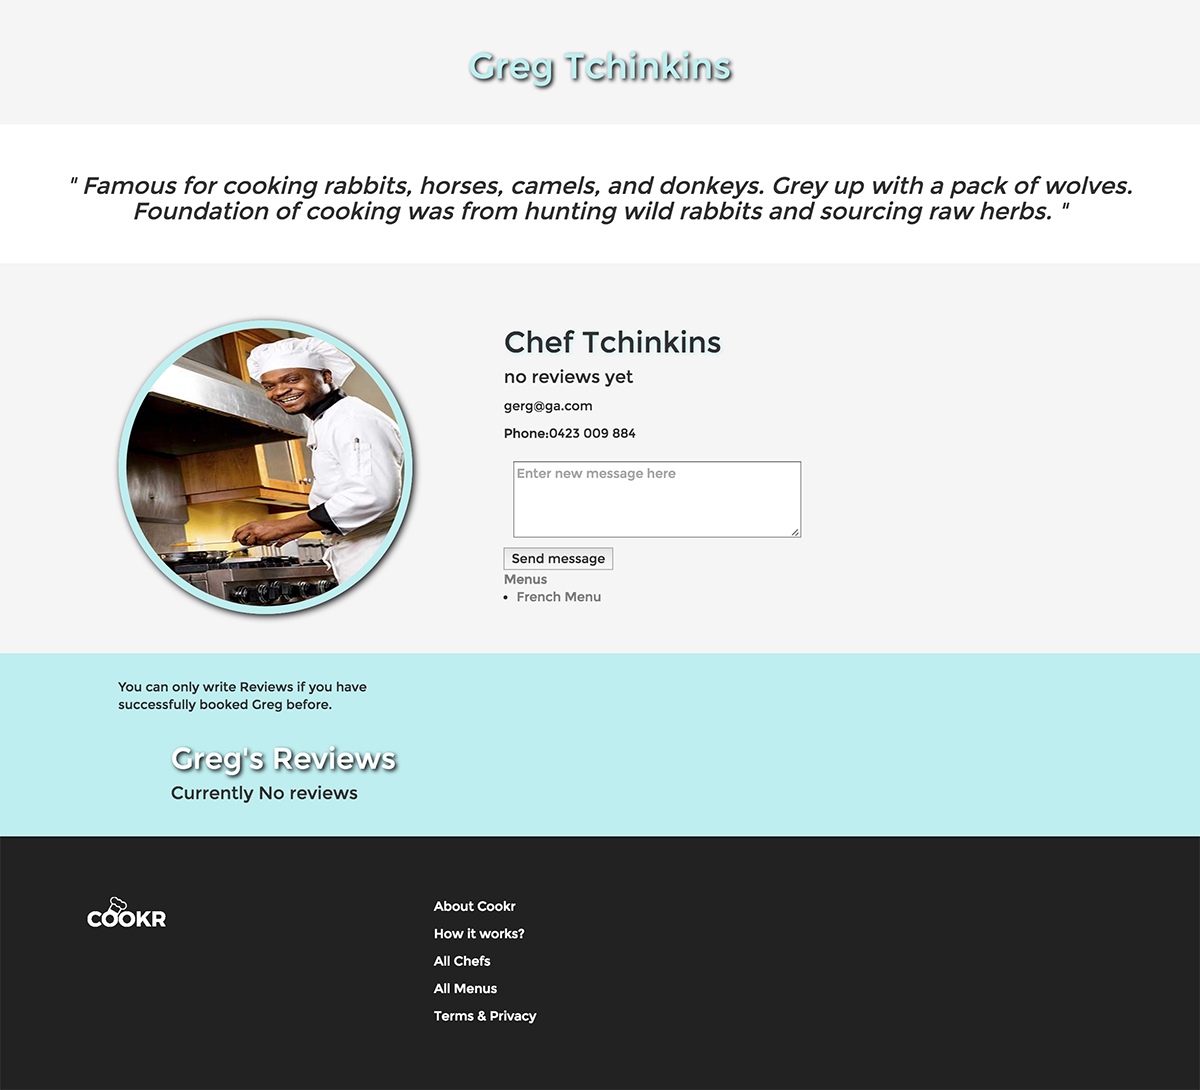 Greg Tchinkins
" Famous for cooking rabbits, horses, camels, and donkeys. Grey up with a pack of wolves.
Foundation of cooking was from hunting wild rabbits and sourcing raw herbs. "
Chef Tchinkins
no reviews yet
gerg@ga.com
Phone:0423 009 884
Enter new message here
Send message
Menus
• French Menu
You can only write Reviews if you have
successfully booked Greg before.
Greg's Reviews
Currently No reviews
COOKR
About Cookr
How it works?
All Chefs
All Menus
Terms & Privacy